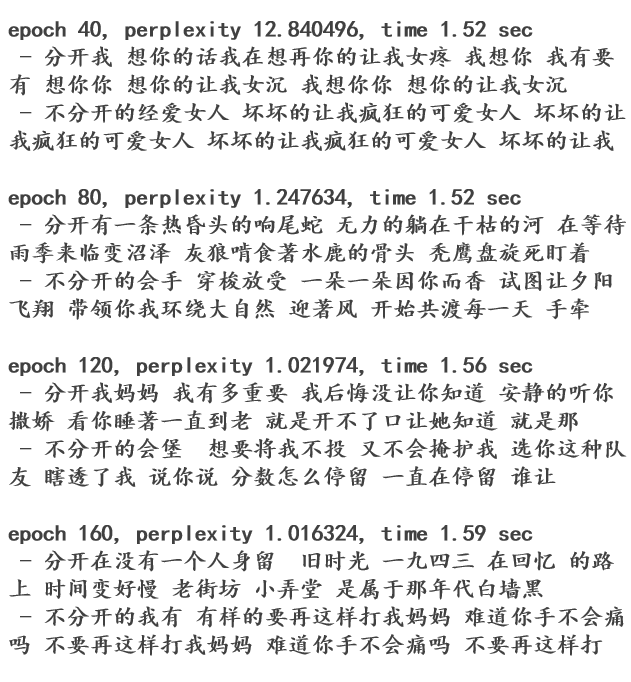 epoch 40, perplexity 12.840496, time 1.52 sec
- 分开我 想你的话我在想再你的让我女疼 我想你 我有要
有 想你你 想你的让我女沉 我想你你 想你的让我女沉
- 不分开的经爱女人 坏坏的让我疯狂的可爱女人 坏坏的让
我疯狂的可爱女人 坏坏的让我疯狂的可爱女人 坏坏的让我
epoch 80, perplexity 1.247634, time 1.52 sec
- 分开有一条热昏头的响尾蛇 无力的躺在干枯的河 在等待
雨季来临变沼泽 灰狼啃食著水鹿的骨头 秃鹰盘旋死盯着
- 不分开的会手 穿梭放受 一朵一朵因你而香 试图让夕阳
飞翔 带领你我环绕大自然 迎著风 开始共渡每一天 手牵
epoch 120, perplexity 1.021974, time 1.56 sec
- 分开我妈妈 我有多重要 我后悔没让你知道 安静的听你
撒娇 看你睡著一直到老 就是开不了口让她知道 就是那
- 不分开的会堡  想要将我不投 又不会掩护我 选你这种队
友 瞎透了我 说你说 分数怎么停留 一直在停留 谁让
epoch 160, perplexity 1.016324, time 1.59 sec
- 分开在没有一个人身留  旧时光 一九四三 在回忆 的路
上 时间变好慢 老街坊 小弄堂 是属于那年代白墙黑
- 不分开的我有 有样的要再这样打我妈妈 难道你手不会痛
吗 不要再这样打我妈妈 难道你手不会痛吗 不要再这样打